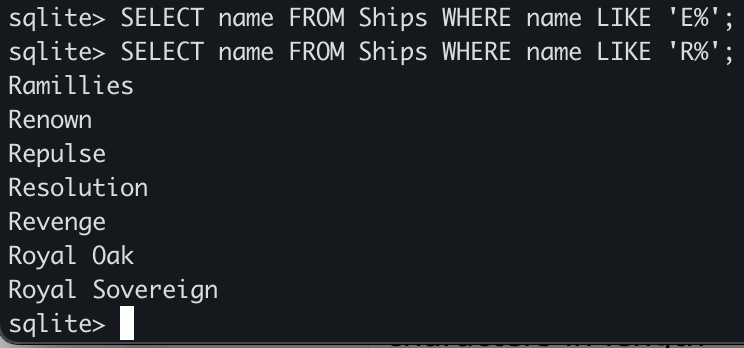 sqlite> SELECT name FROM Ships WHERE name LIKE 'E%';
sqlite> SELECT name FROM Ships WHERE name LIKE 'R%';
Ramillies
Renown
Repulse
Resolution
Revenge
Royal Oak
Royal Sovereign
sqlite>